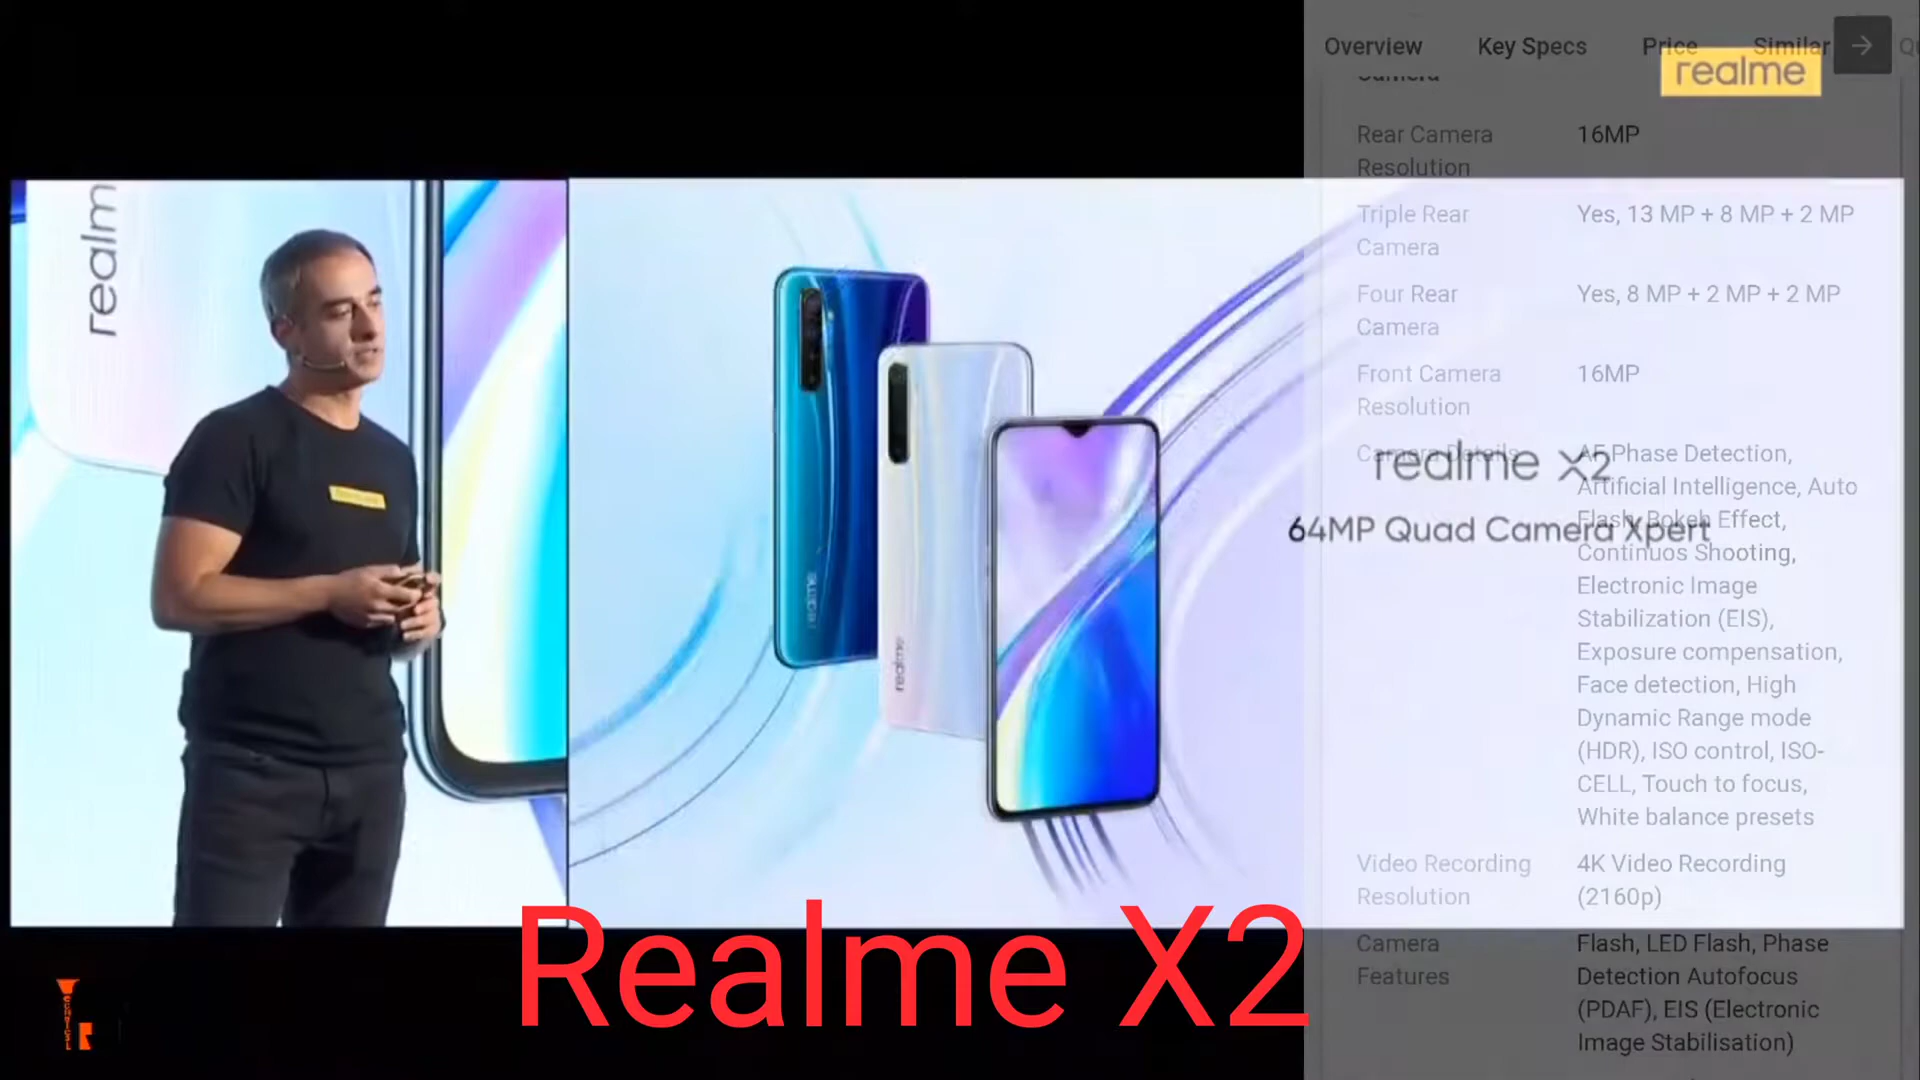 Overview Key Specs Price Similar
Camera
realme
Rear Camera Resolution 16MP
Triple Rear Camera Yes, 13 MP + 8 MP + 2 MP
Four Rear Camera Yes, 8 MP + 2 MP + 2 MP
Front Camera Resolution 16MP
Camera Details AF Phase Detection,
Artificial Intelligence, Auto
Flash, Bokeh Effect,
Continuos Shooting,
Electronic Image
Stabilization (EIS),
Exposure compensation,
Face detection, High
Dynamic Range mode
(HDR), ISO control, ISO-
CELL, Touch to focus,
White balance presets
Video Recording Resolution 4K Video Recording
(2160p)
Camera Features Flash, LED Flash, Phase
Detection Autofocus
(PDAF), EIS (Electronic
Image Stabilisation)
realm
realme
realme
realme X2
64MP Quad Camera Xpert
Realme X2